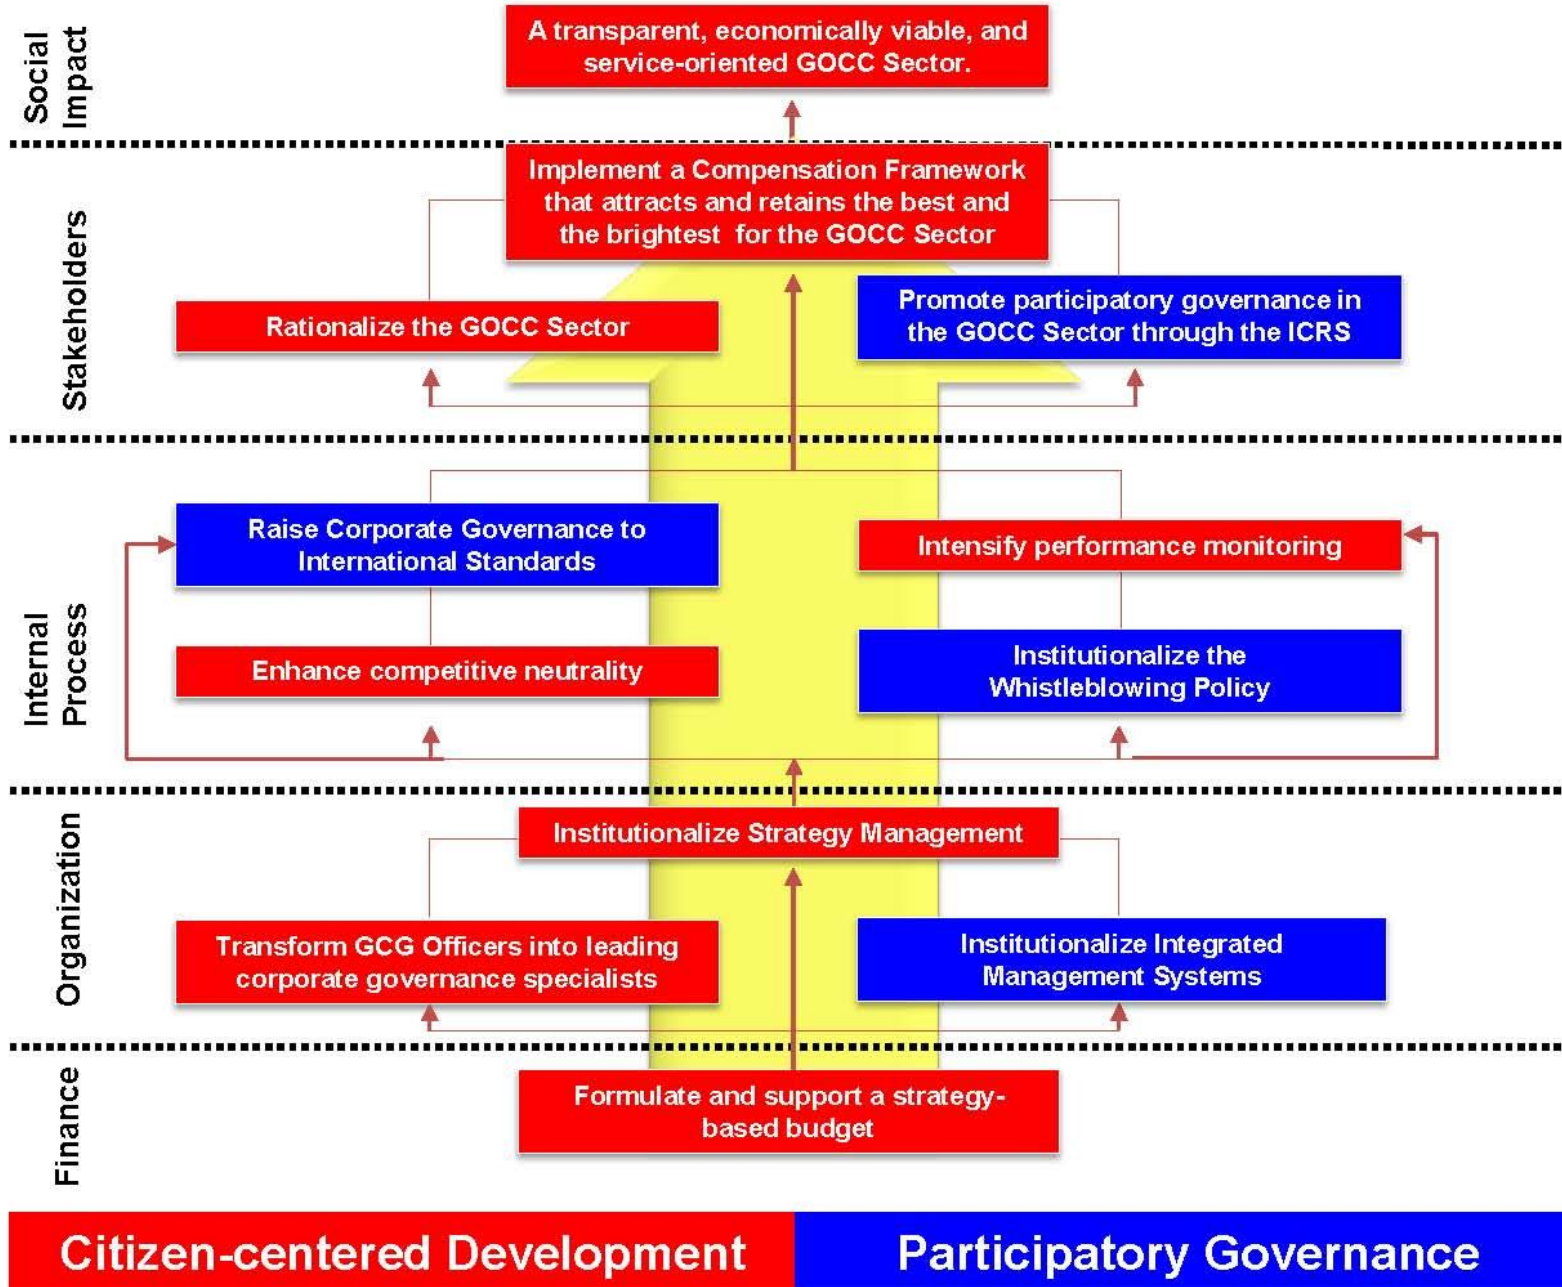 Social
Impact
A transparent, economically viable, and
service-oriented GOCC Sector.
Stakeholders
Implement a Compensation Framework
that attracts and retains the best and
the brightest for the GOCC Sector
Rationalize the GOCC Sector
Promote participatory governance in
the GOCC Sector through the ICRS
Internal
Process
Raise Corporate Governance to
International Standards
Intensify performance monitoring
Enhance competitive neutrality
Institutionalize the
Whistleblowing Policy
Organization
Institutionalize Strategy Management
Transform GCG Officers into leading
corporate governance specialists
Institutionalize Integrated
Management Systems
Finance
Formulate and support a strategy-
based budget
Citizen-centered Development
Participatory Governance